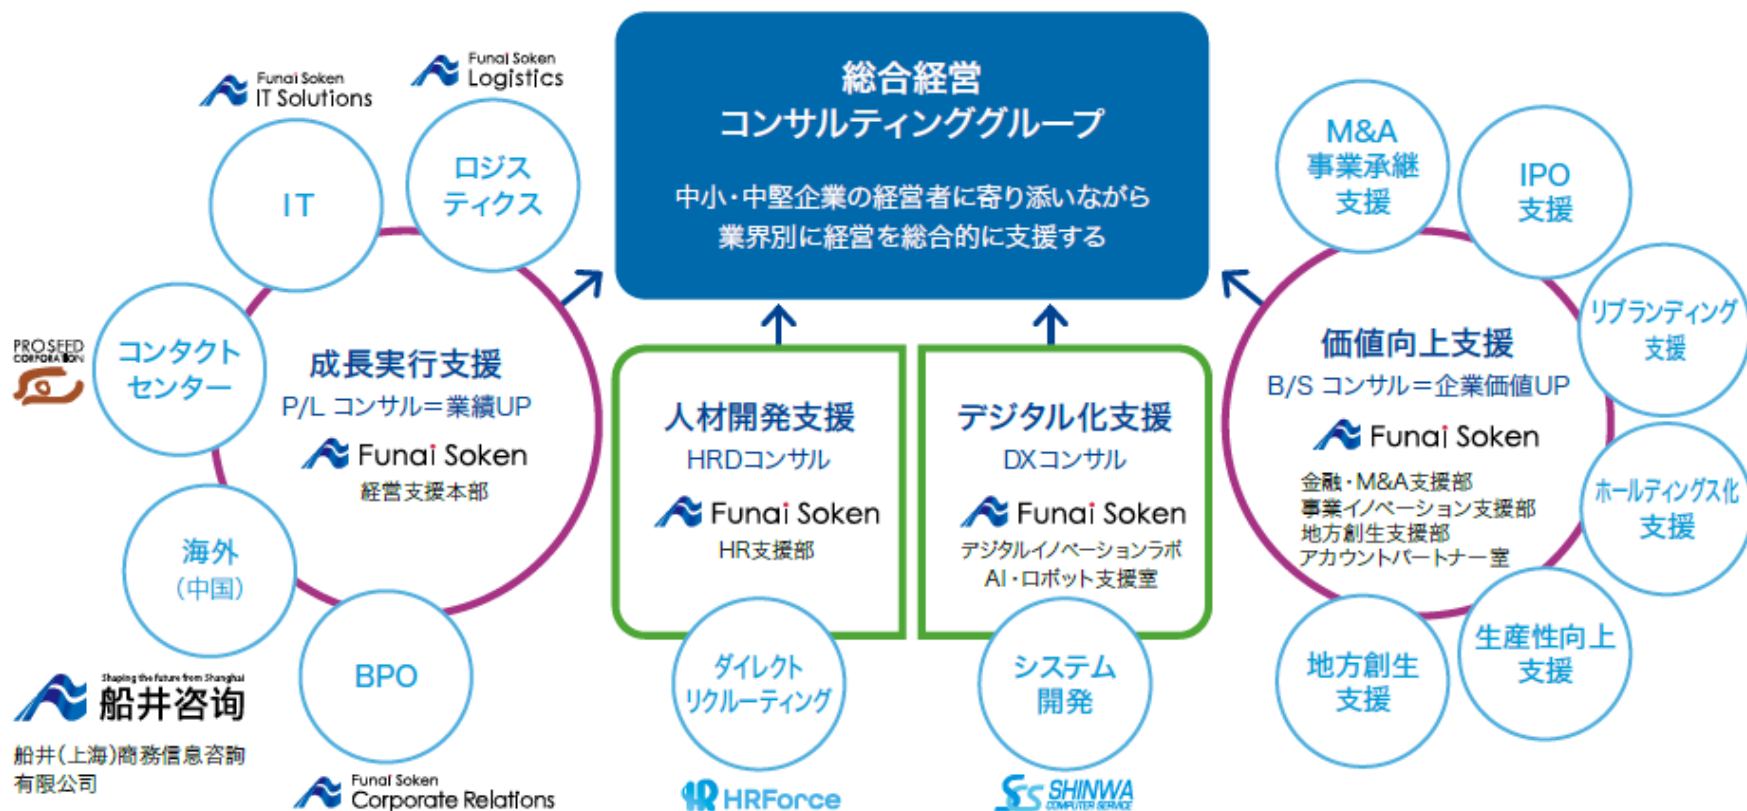 総合経営
コンサルティンググループ
中小・中堅企業の経営者に寄り添いながら
業界別に経営を総合的に支援する
Funai Soken
IT Solutions
Funai Soken
Logistics
IT
ロジス
ティクス
PROSEED
CORPORATION
コンタクト
センター
成長実行支援
P/L コンサル＝業績UP
Funai Soken
経営支援本部
海外
（中国）
Shaping the future from Shanghai
船井咨询
船井（上海）商務信息咨詢
有限公司
BPO
Funai Soken
Corporate Relations
人材開発支援
HRDコンサル
Funai Soken
HR支援部
ダイレクト
リクルーティング
HRForce
デジタル化支援
DXコンサル
Funai Soken
デジタルイノベーションラボ
AI・ロボット支援室
システム
開発
SCS SHINWA
COMPUTER SERVICE
M&A
事業承継
支援
IPO
支援
リブランディング
支援
価値向上支援
B/S コンサル＝企業価値UP
Funai Soken
金融・M&A支援部
事業イノベーション支援部
地方創生支援部
アカウントパートナー室
ホールディングス化
支援
生産性向上
支援
地方創生
支援